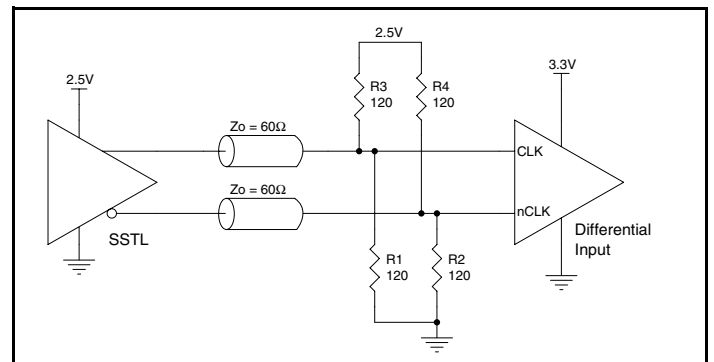 2.5V
2.5V
3.3V
R3
120
R4
120
Zo = 60Ω
CLK
Zo = 60Ω
nCLK
SSTL
Differential
Input
R1
120
R2
120